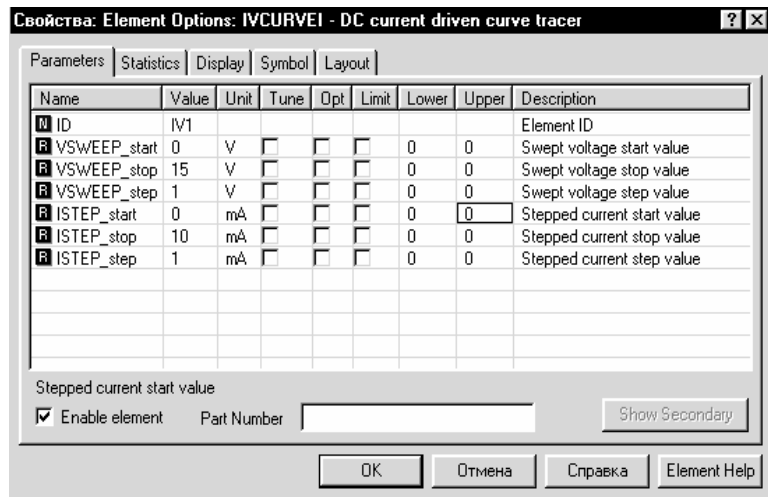 Свойства: Element Options: IVCURVEI - DC current driven curve tracer
Parameters Statistics Display Symbol Layout
Name Value Unit Tune Opt Limit Lower Upper Description
N ID IV1 Element ID
R VSWEEP_start 0 V 0 0 Swept voltage start value
R VSWEEP_stop 15 V 0 0 Swept voltage stop value
R VSWEEP_step 1 V 0 0 Swept voltage step value
R ISTEP_start 0 mA 0 0 Stepped current start value
R ISTEP_stop 10 mA 0 0 Stepped current stop value
R ISTEP_step 1 mA 0 0 Stepped current step value
Stepped current start value
Enable element Part Number Show Secondary
OK Отмена Справка Element Help